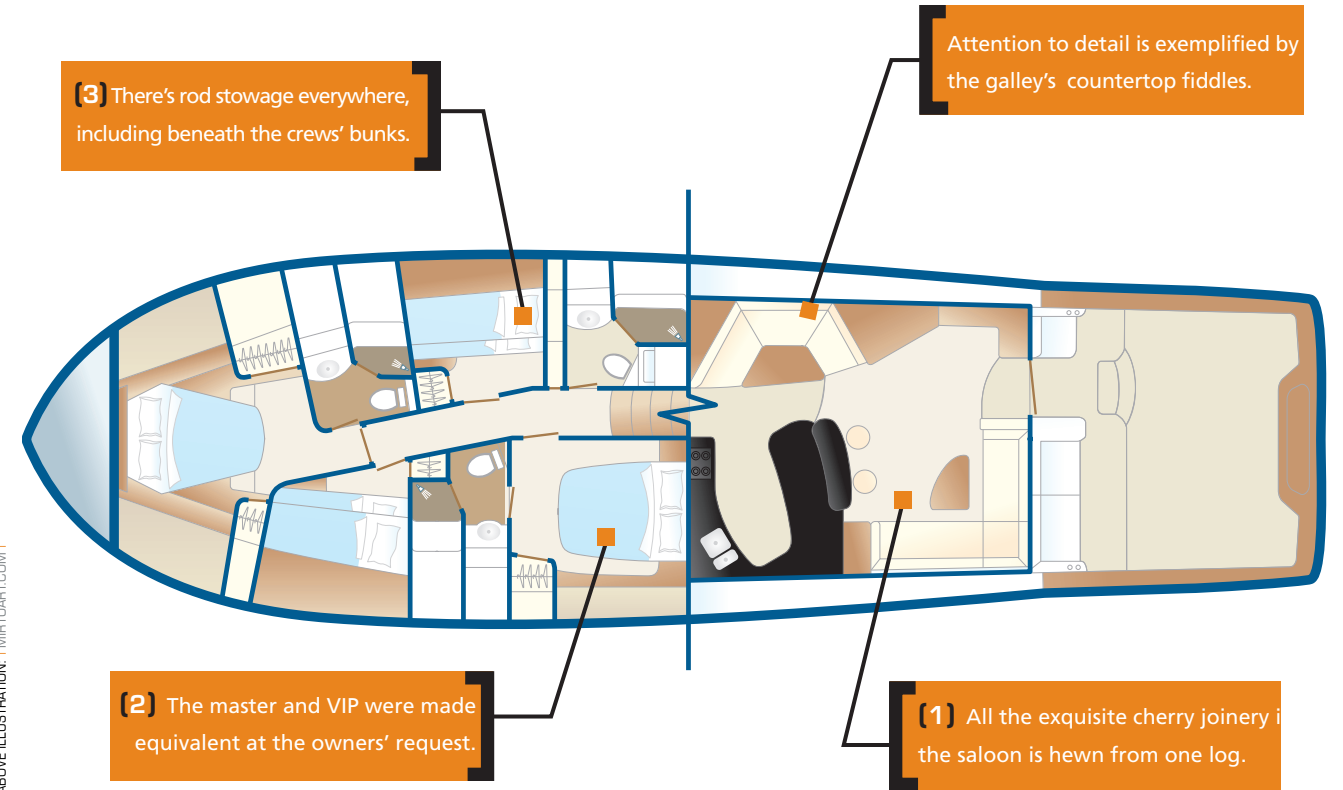 (3) There's rod stowage everywhere,
including beneath the crews' bunks.
Attention to detail is exemplified by
the galley's countertop fiddles.
(2) The master and VIP were made
equivalent at the owners' request.
(1) All the exquisite cherry joinery i
the saloon is hewn from one log.
ABOVE ILLUSTRATION: